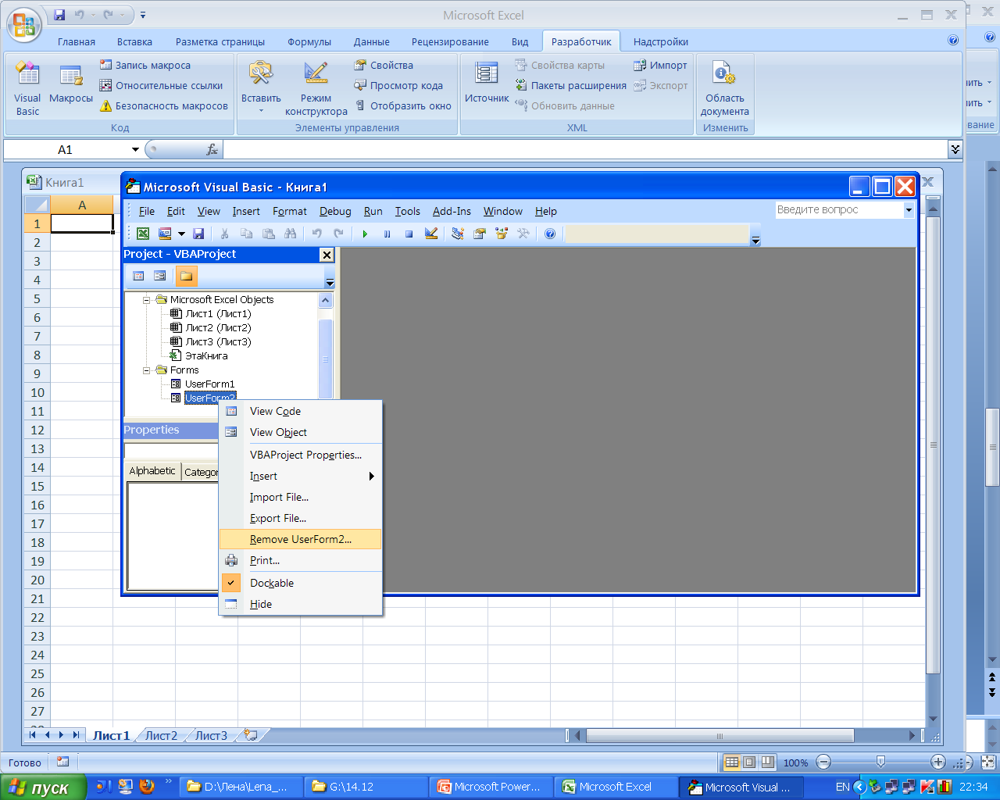 Microsoft Excel
Главная Вставка Разметка страницы Формулы Данные Рецензирование Вид Разработчик Надстройки
Visual Basic
Макросы
Запись макроса
Относительные ссылки
Безопасность макросов
Код
Вставить
Режим конструктора
Свойства
Просмотр кода
Отобразить окно
Элементы управления
Источник
Свойства карты
Пакеты расширения
Обновить данные
Импорт
Экспорт
XML
Область документа
Изменить
A1
fx
Книга1
A
1
2
3
4
5
6
7
8
9
10
11
12
13
14
15
16
17
18
19
20
21
22
23
24
25
26
27
Microsoft Visual Basic - Книга1
File Edit View Insert Format Debug Run Tools Add-Ins Window Help
Введите вопрос
Project - VBAProject
Microsoft Excel Objects
Лист1 (Лист1)
Лист2 (Лист2)
Лист3 (Лист3)
ЭтаКнига
Forms
UserForm1
UserForm2
Properties
Alphabetic Categor
View Code
View Object
VBAProject Properties...
Insert
Import File...
Export File...
Remove UserForm2...
Print...
Dockable
Hide
Лист1 Лист2 Лист3
Готово
100%
пуск
D:\Лена\Lena_...
G:\14.12
Microsoft Power...
Microsoft Excel
Microsoft Visual ...
EN
22:34